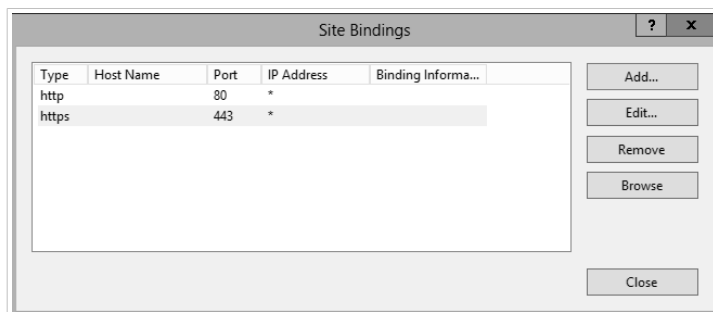 Site Bindings
? x
Type Host Name Port IP Address Binding Informa...
http 80 *
https 443 *
Add...
Edit...
Remove
Browse
Close